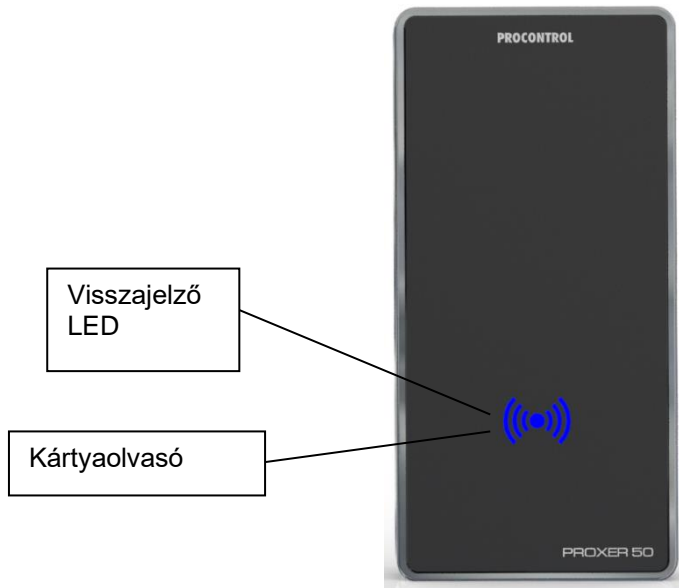 PROCONTROL
Visszajelző
LED
Kártyaolvasó
PROXER 50